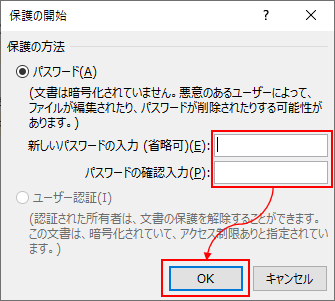 保護の開始
保護の方法
パスワード(A)
(文書は暗号化されていません。悪意のあるユーザーによって、
ファイルが編集されたり、パスワードが削除されたりする可能性が
あります。)
新しいパスワードの入力 (省略可)(E):
パスワードの確認入力(P):
ユーザー認証(I)
(認証された所有者は、文書の保護を解除することができます。
この文書は、暗号化されていて、アクセス制限ありと指定されてい
ます。)
OK
キャンセル